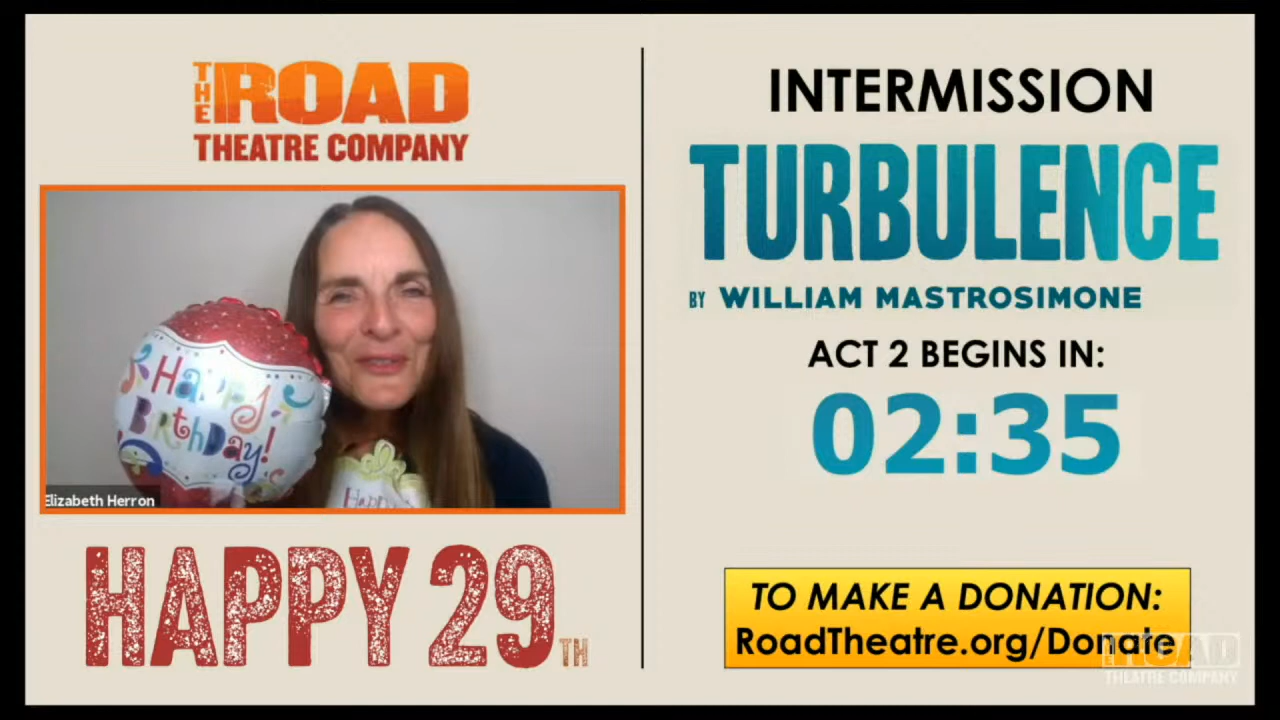 THE ROAD
THEATRE COMPANY
Happy
Birthday!
Happy
Elizabeth Herron
HAPPY 29TH
INTERMISSION
TURBULENCE
BY WILLIAM MASTROSIMONE
ACT 2 BEGINS IN:
02:35
TO MAKE A DONATION:
RoadTheatre.org/Donate
THE ROAD
THEATRE COMPANY